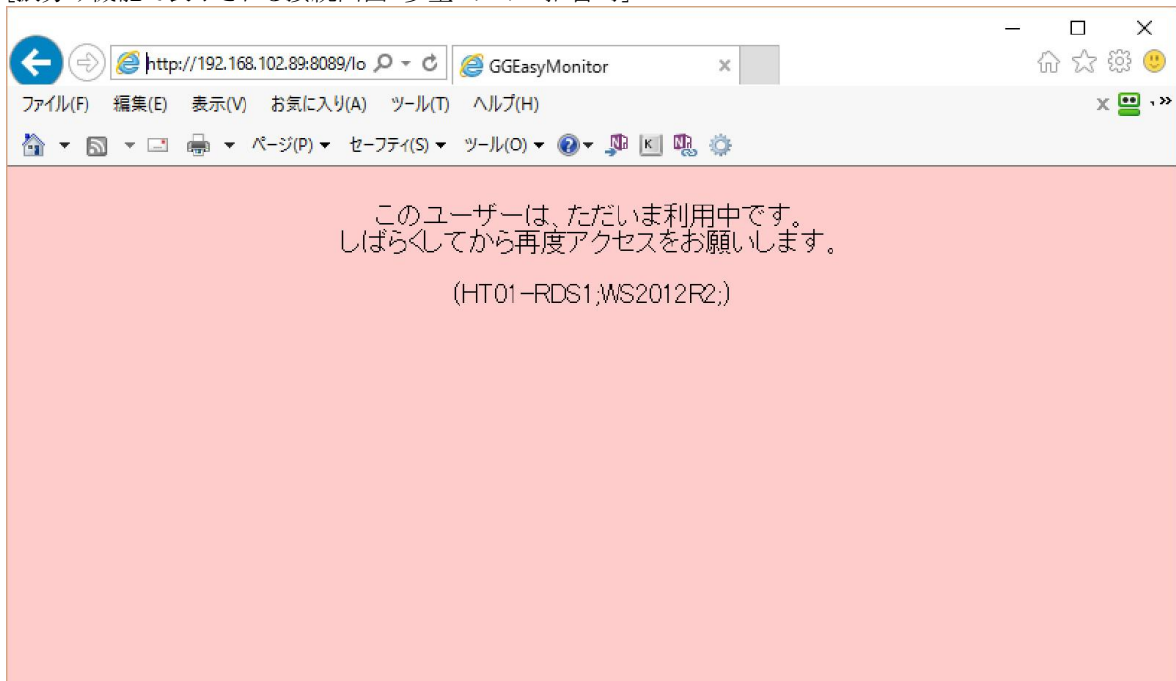 http://192.168.102.89:8089/lo
GGEasyMonitor
ファイル(F) 編集(E) 表示(V) お気に入り(A) ツール(T) ヘルプ(H)
ページ(P) セーフティ(S) ツール(O)
このユーザーは、ただいま利用中です。
しばらくしてから再度アクセスをお願いします。
(HT01-RDS1;WS2012R2;)